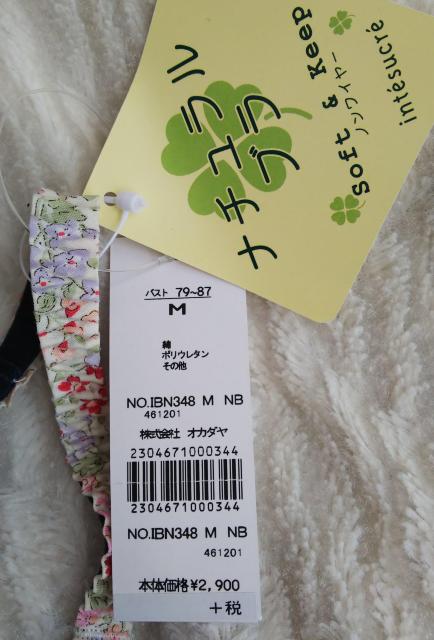 intésucré
soft & Keep
ノンワイヤー
ナチュラル
ブラ
バスト 79~87
M
綿
ポリウレタン
その他
NO.IBN348 M NB
461201
株式会社 オカダヤ
2304671000344
2304671000344
NO.IBN348 M NB
461201
本体価格¥2,900
+税